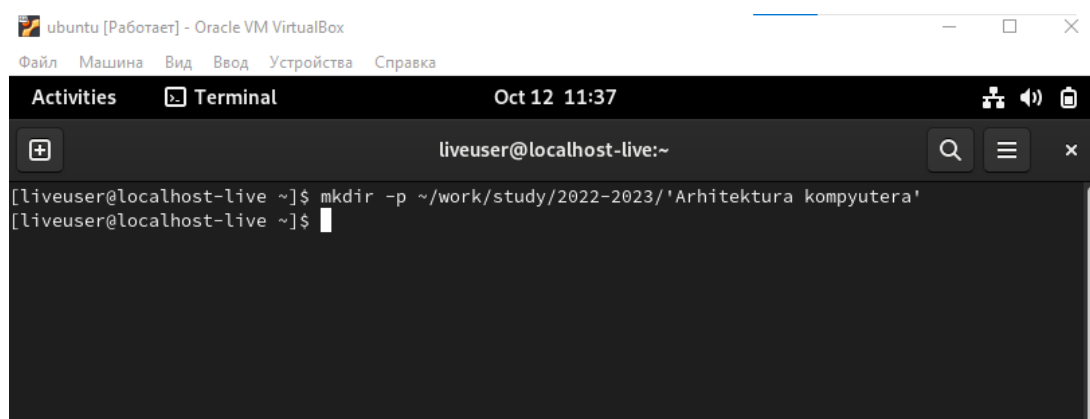 ubuntu [Работает] - Oracle VM VirtualBox
Файл Машина Вид Ввод Устройства Справка
Activities Terminal Oct 12 11:37
liveuser@localhost-live:~
[liveuser@localhost-live ~]$ mkdir -p ~/work/study/2022-2023/'Arhitektura kompyutera'
[liveuser@localhost-live ~]$